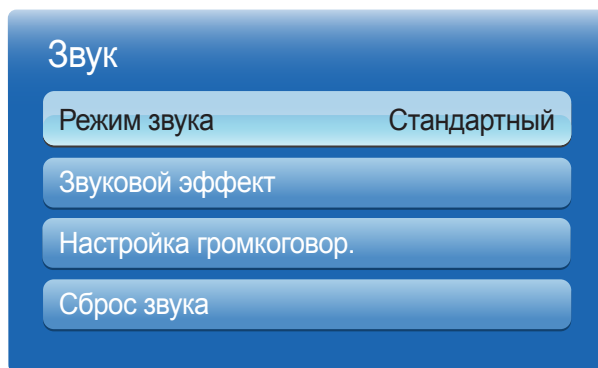 Звук
Режим звука Стандартный
Звуковой эффект
Настройка громкоговор.
Сброс звука